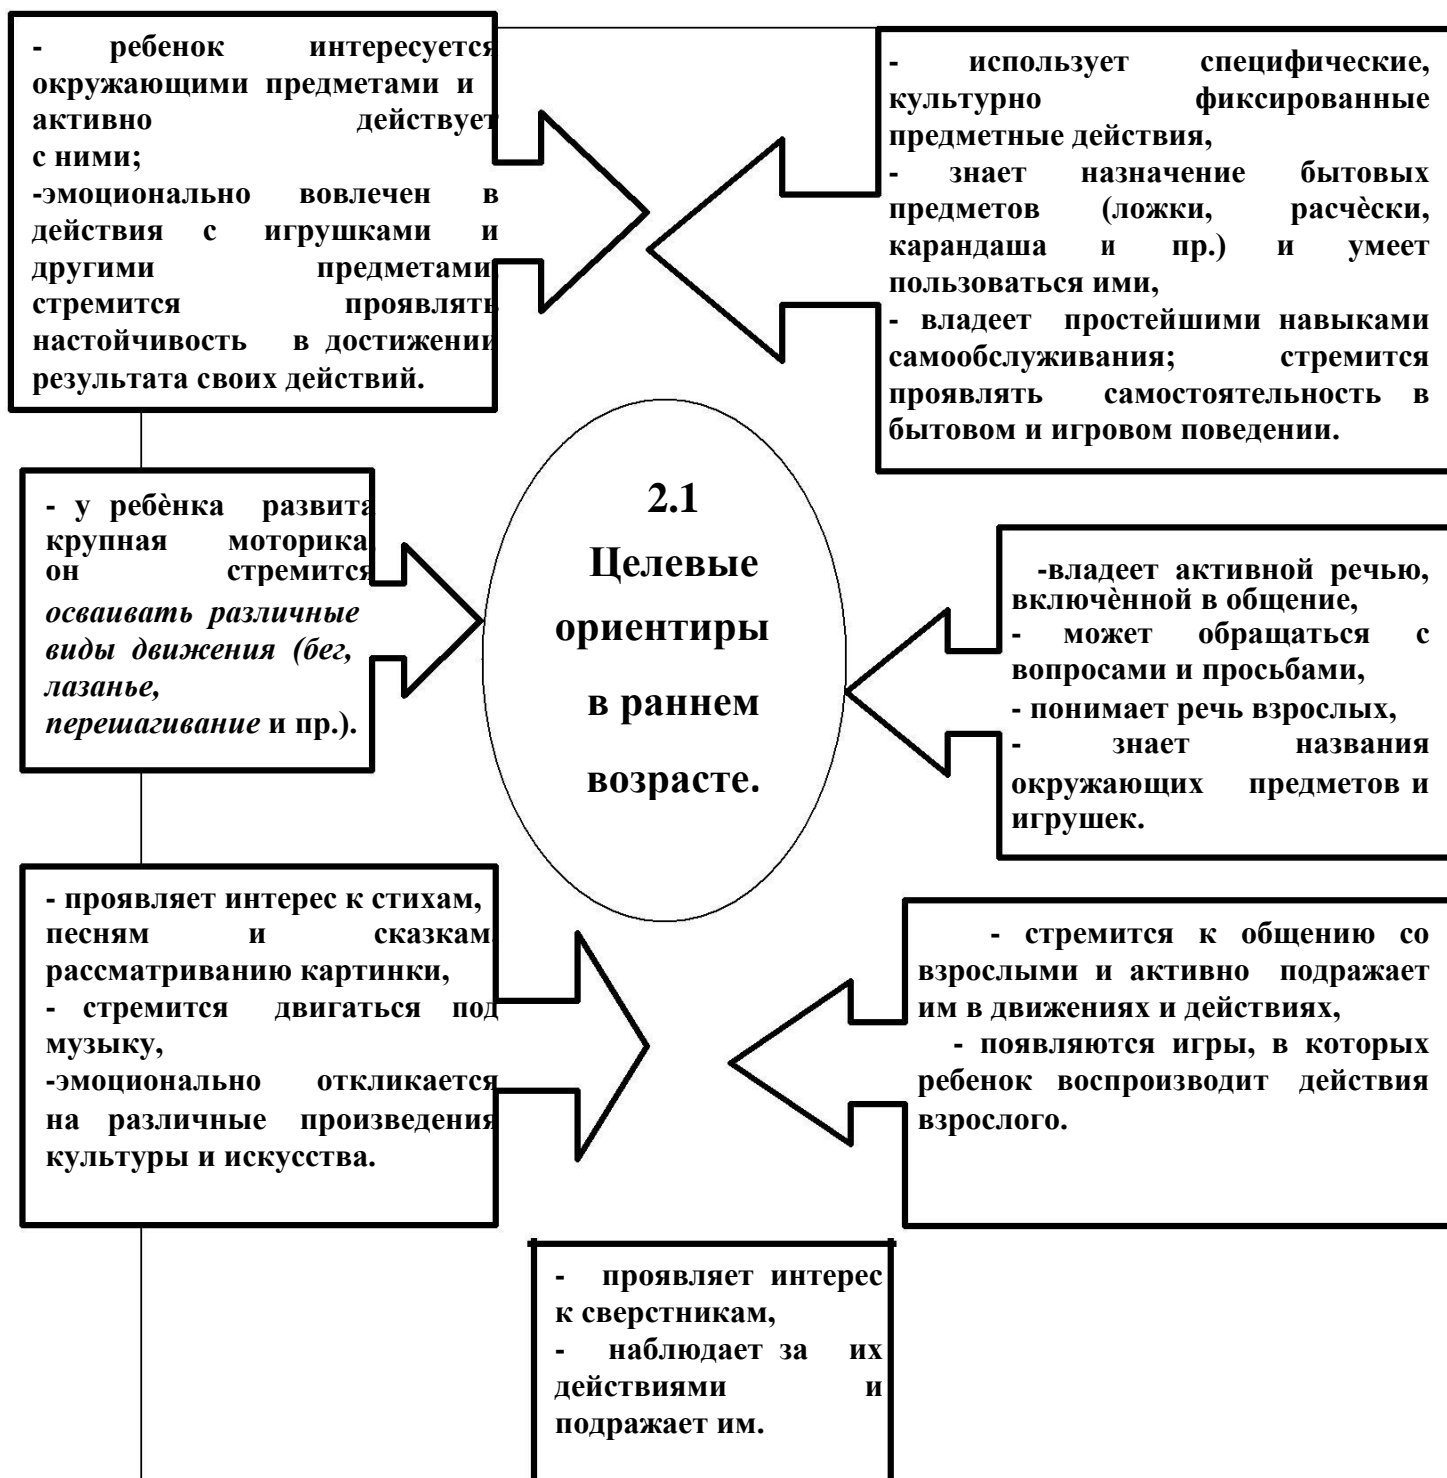 - ребенок интересуется
окружающими предметами и
активно действует
с ними;
-эмоционально вовлечен в
действия с игрушками и
другими предметами,
стремится проявлять
настойчивость в достижении
результата своих действий.
- использует специфические,
культурно фиксированные
предметные действия,
- знает назначение бытовых
предметов (ложки, расчѐски,
карандаша и пр.) и умеет
пользоваться ими,
- владеет простейшими навыками
самообслуживания; стремится
проявлять самостоятельность в
бытовом и игровом поведении.
- у ребѐнка развита
крупная моторика,
он стремится
осваивать различные
виды движения (бег,
лазанье,
перешагивание и пр.).
2.1
Целевые
ориентиры
в раннем
возрасте.
-владеет активной речью,
включѐнной в общение,
- может обращаться с
вопросами и просьбами,
- понимает речь взрослых,
- знает названия
окружающих предметов и
игрушек.
- проявляет интерес к стихам,
песням и сказкам,
рассматриванию картинки,
- стремится двигаться под
музыку,
-эмоционально откликается
на различные произведения
культуры и искусства.
- стремится к общению со
взрослыми и активно подражает
им в движениях и действиях,
- появляются игры, в которых
ребенок воспроизводит действия
взрослого.
- проявляет интерес
к сверстникам,
- наблюдает за их
действиями и
подражает им.